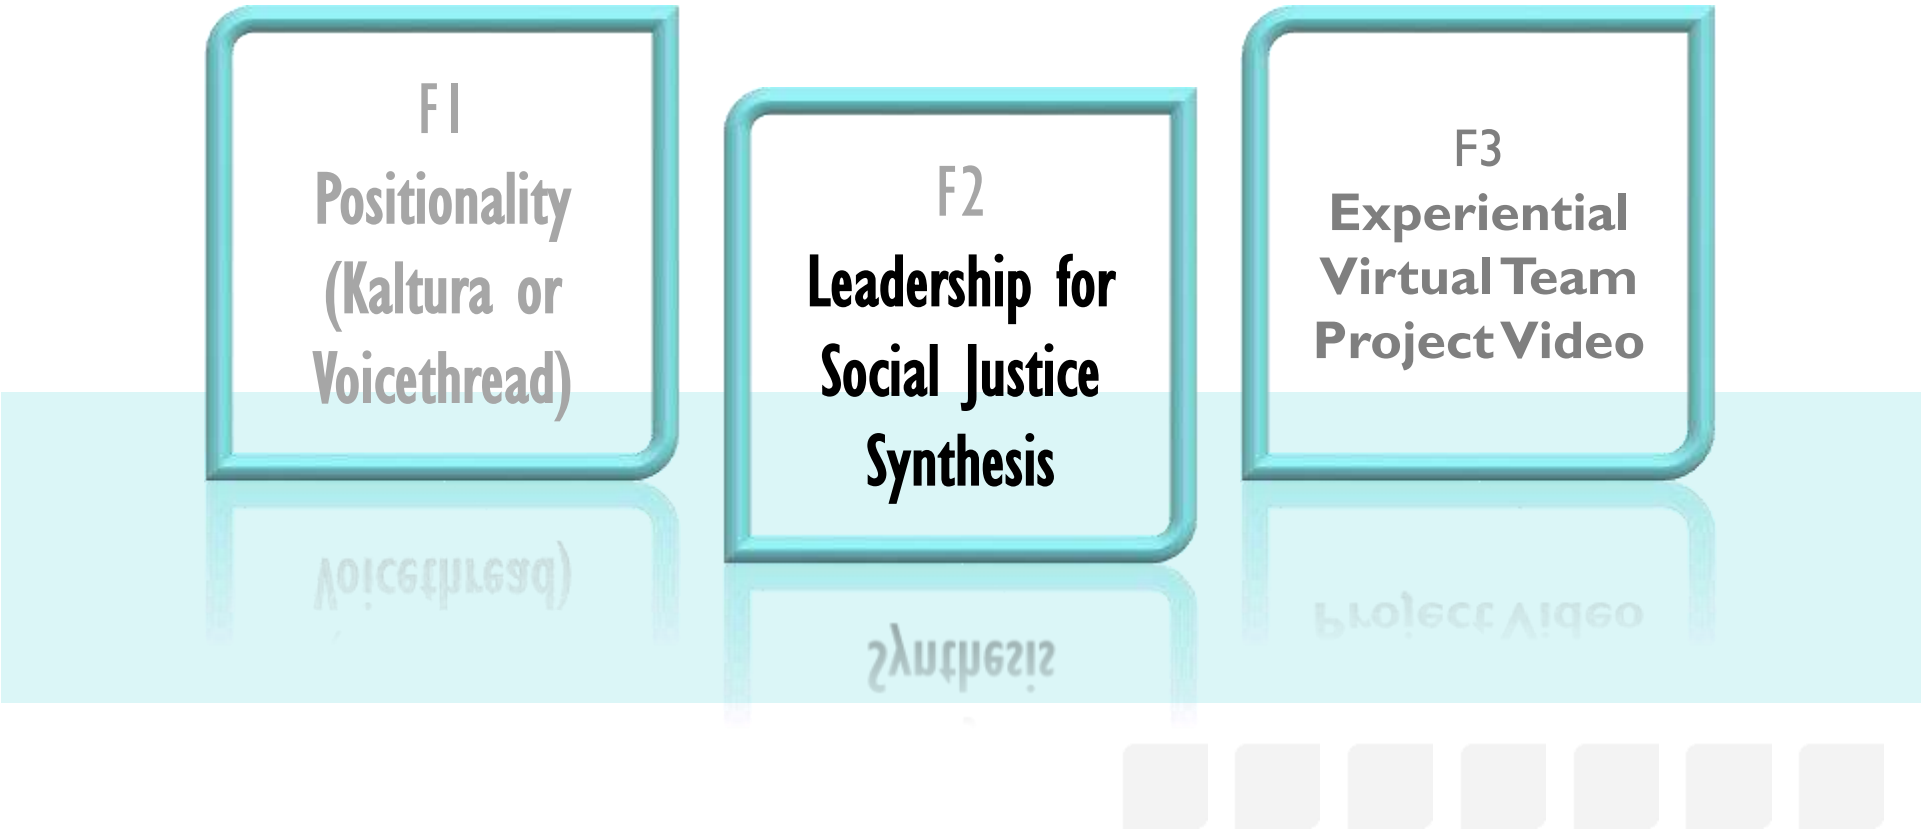 F1
Positionality
(Kaltura or
Voicethread)
F2
Leadership for
Social Justice
Synthesis
F3
Experiential
Virtual Team
Project Video